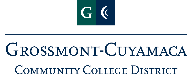 G C
GROSSMONT-CUYAMACA
COMMUNITY COLLEGE DISTRICT